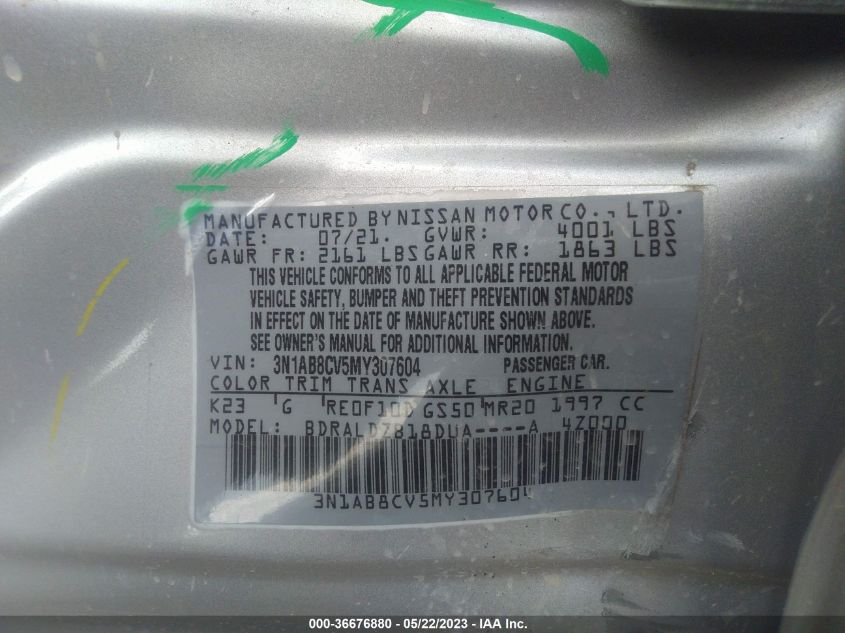 MANUFACTURED BY NISSAN MOTOR CO., LTD.
DATE: 07/21. GVWR: 4001 LBS
GAWR FR: 2161 LBS GAWR RR: 1863 LBS
THIS VEHICLE CONFORMS TO ALL APPLICABLE FEDERAL MOTOR
VEHICLE SAFETY, BUMPER AND THEFT PREVENTION STANDARDS
IN EFFECT ON THE DATE OF MANUFACTURE SHOWN ABOVE.
SEE OWNER'S MANUAL FOR ADDITIONAL INFORMATION.
VIN: 3N1AB8CV5MY307604 PASSENGER CAR.
COLOR TRIM TRANS AXLE ENGINE
K23 G RE0F10D GS50 MR20 1997 CC
MODEL: BDRALDZ818DUA----A 4Z000
3N1AB8CV5MY307604
000-36676880 — 05/22/2023 — IAA Inc.